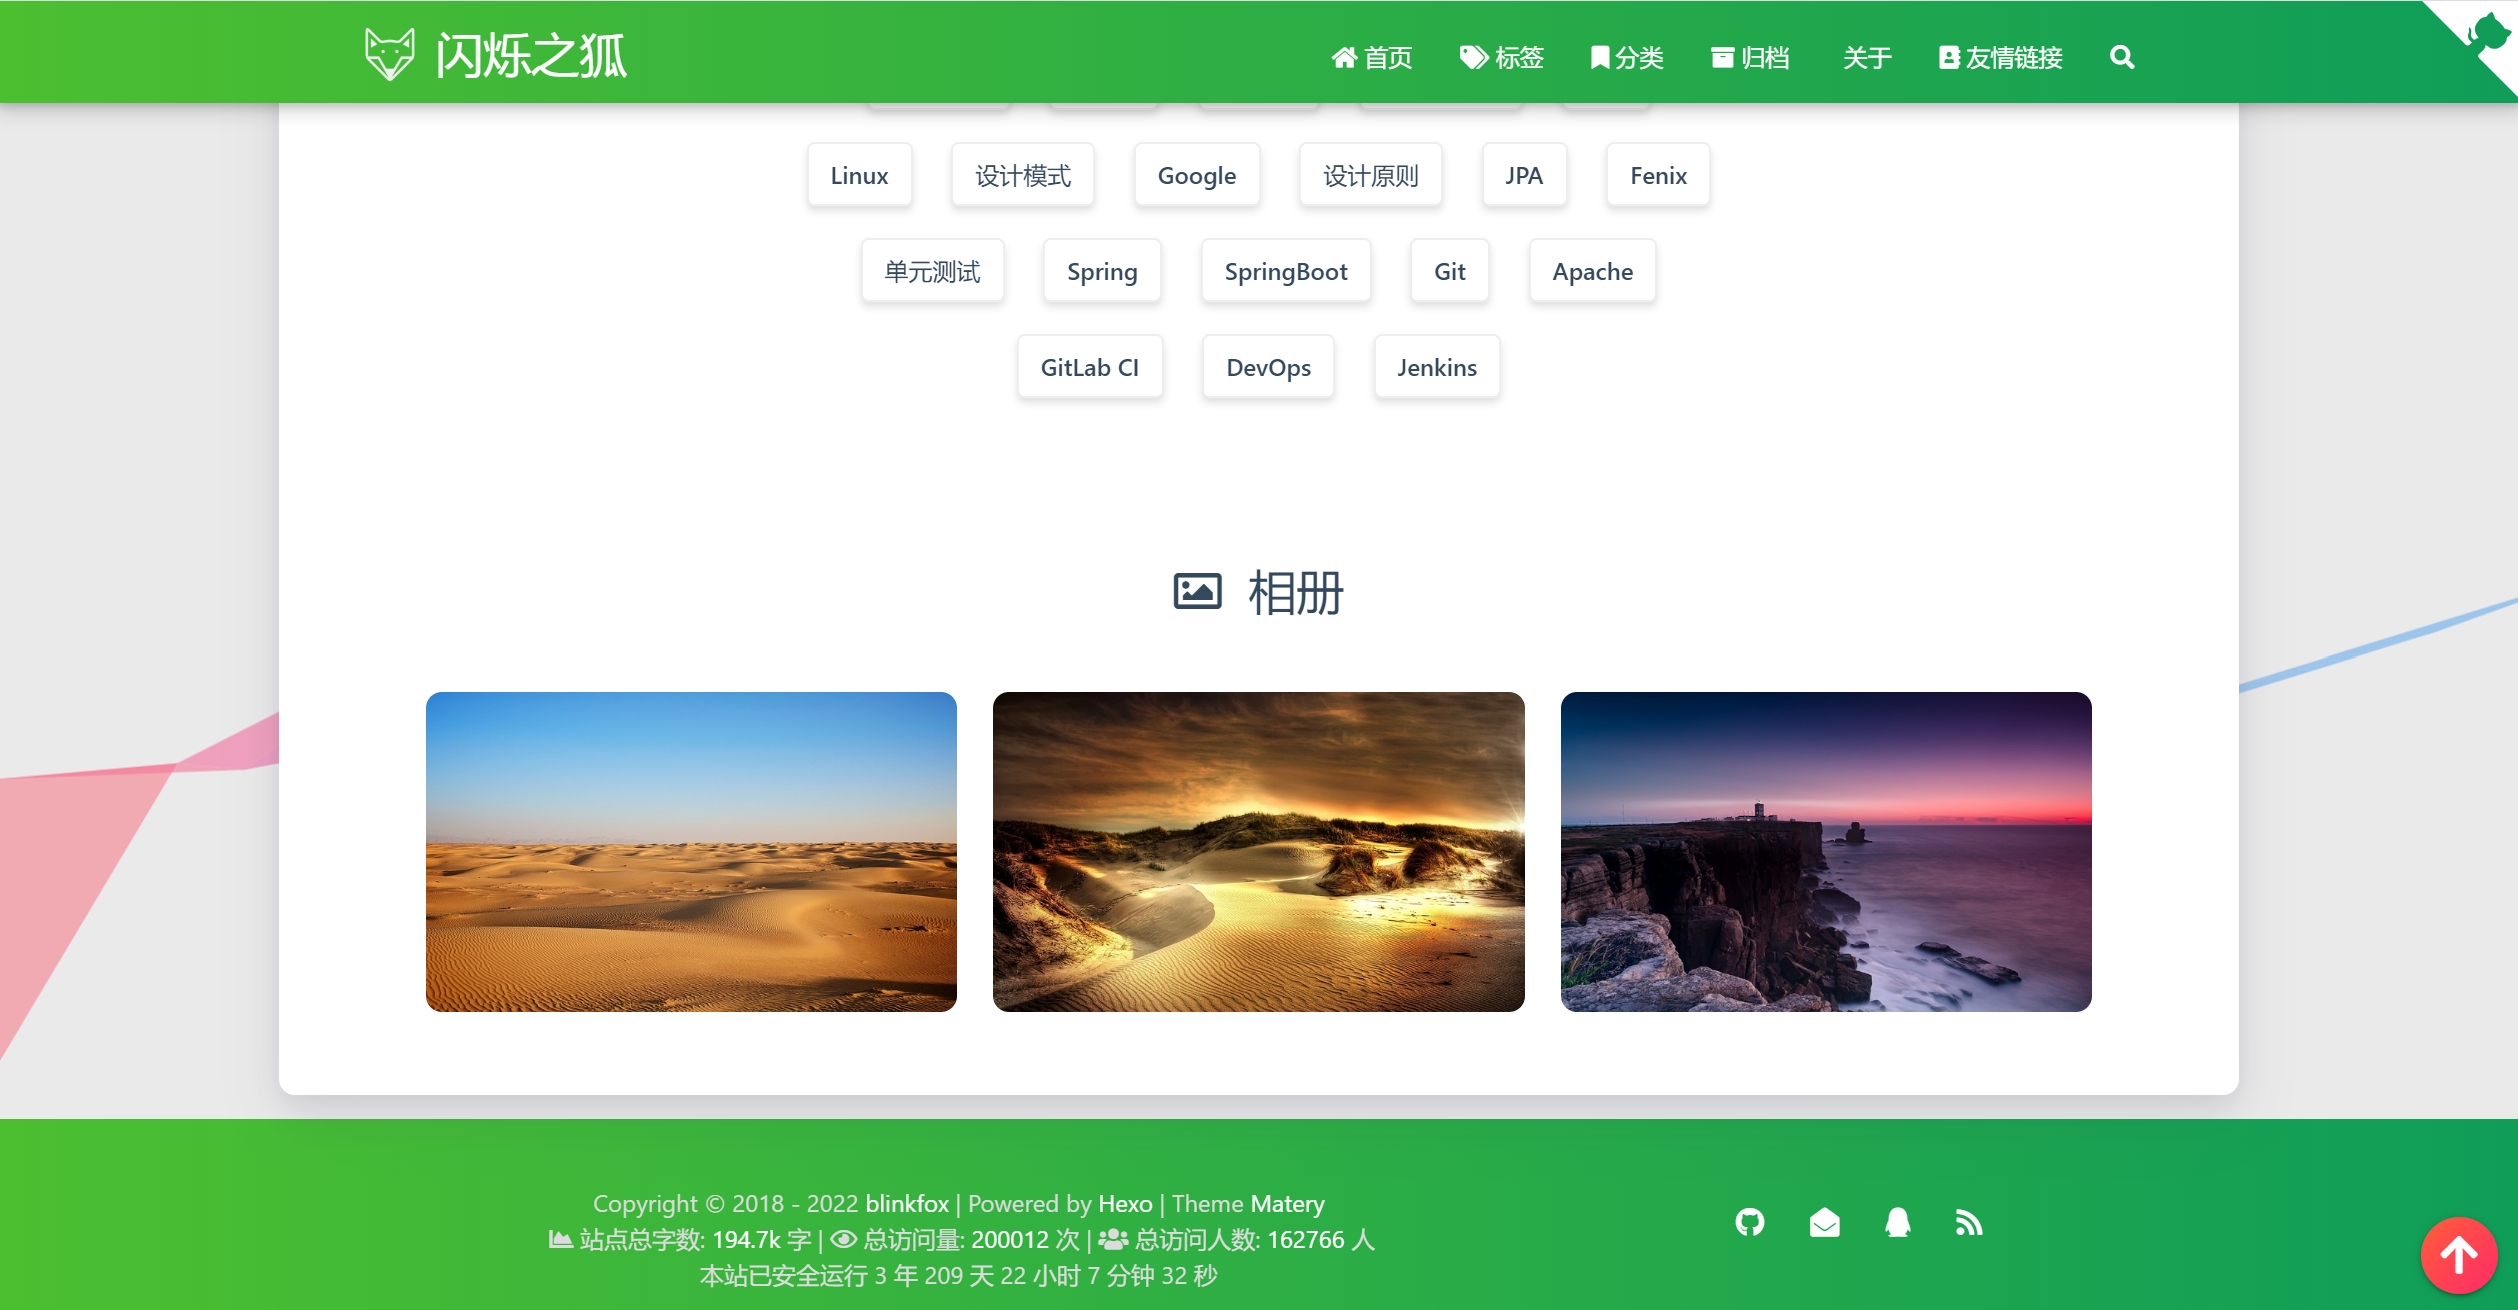 闪烁之狐 首页 标签 分类 归档 关于 友情链接
Linux 设计模式 Google 设计原则 JPA Fenix
单元测试 Spring SpringBoot Git Apache
GitLab CI DevOps Jenkins
相册
Copyright © 2018 - 2022 blinkfox | Powered by Hexo | Theme Matery
站点总字数: 194.7k 字 | 总访问量: 200012 次 | 总访问人数: 162766 人
本站已安全运行 3 年 209 天 22 小时 7 分钟 32 秒